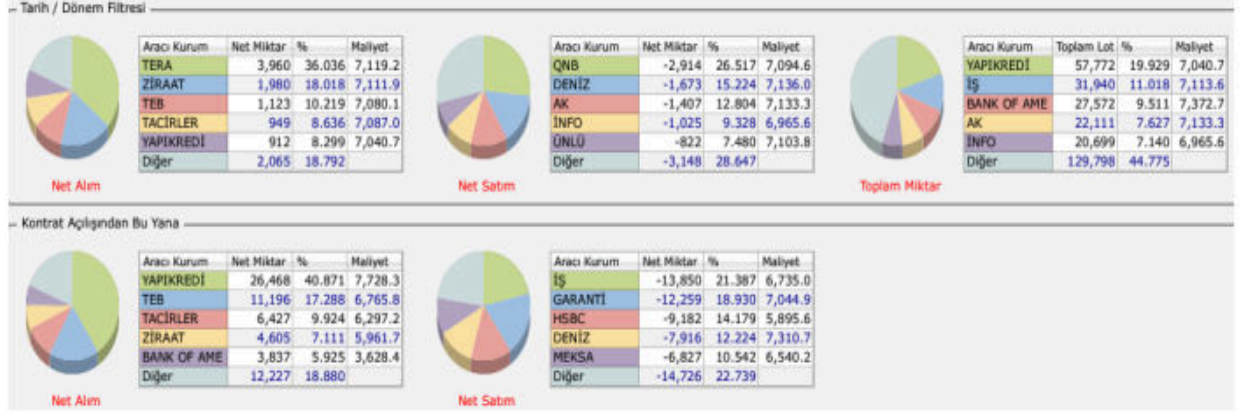 Tarih / Dönem Filtresi
Aracı Kurum Net Miktar % Maliyet
TERA 3,960 36.036 7,119.2
ZİRAAT 1,980 18.018 7,111.9
TEB 1,123 10.219 7,080.1
TACİRLER 949 8.636 7,087.0
YAPIKREDİ 912 8.299 7,040.7
Diğer 2,065 18.792
Net Alım
Aracı Kurum Net Miktar % Maliyet
QNB -2,914 26.517 7,094.6
DENİZ -1,673 15.224 7,136.0
AK -1,407 12.804 7,133.3
İNFO -1,025 9.328 6,965.6
ÜNLÜ -822 7.480 7,103.8
Diğer -3,148 28.647
Net Satım
Aracı Kurum Toplam Lot % Maliyet
YAPIKREDİ 57,772 19.929 7,040.7
İŞ 31,940 11.018 7,113.6
BANK OF AME 27,572 9.511 7,372.7
AK 22,111 7.627 7,133.3
İNFO 20,699 7.140 6,965.6
Diğer 129,798 44.775
Toplam Miktar
Kontrat Açılışından Bu Yana
Aracı Kurum Net Miktar % Maliyet
YAPIKREDİ 26,468 40.871 7,728.3
TEB 11,196 17.288 6,765.8
TACİRLER 6,427 9.924 6,297.2
ZİRAAT 4,605 7.111 5,961.7
BANK OF AME 3,837 5.925 3,628.4
Diğer 12,227 18.880
Net Alım
Aracı Kurum Net Miktar % Maliyet
İŞ -13,850 21.387 6,735.0
GARANTİ -12,259 18.930 7,044.9
HSBC -9,182 14.179 5,895.6
DENİZ -7,916 12.224 7,310.7
MEKSA -6,827 10.542 6,540.2
Diğer -14,726 22.739
Net Satım